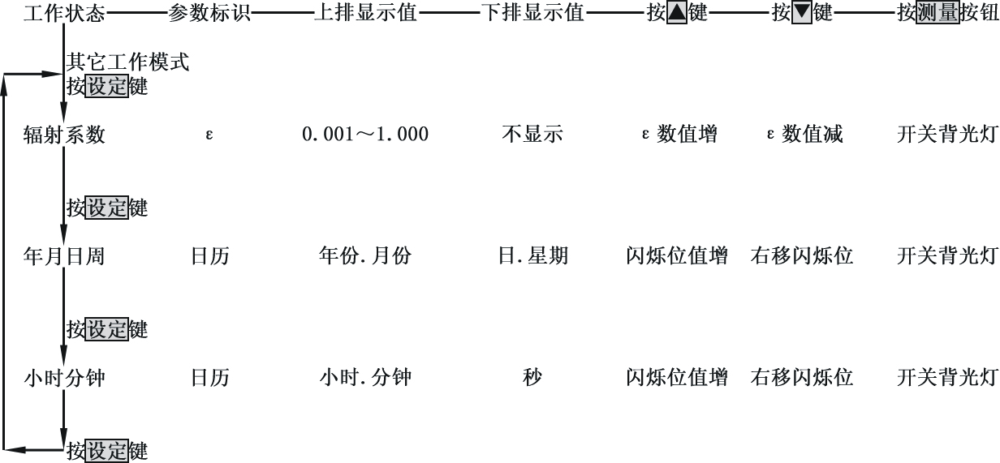 工作状态 参数标识 上排显示值 下排显示值 按▲键 按▼键 按测量按钮
其它工作模式
按设定键
辐射系数 ε 0.001～1.000 不显示 ε数值增 ε数值减 开关背光灯
按设定键
年月日周 日历 年份.月份 日.星期 闪烁位值增 右移闪烁位 开关背光灯
按设定键
小时分钟 日历 小时.分钟 秒 闪烁位值增 右移闪烁位 开关背光灯
按设定键